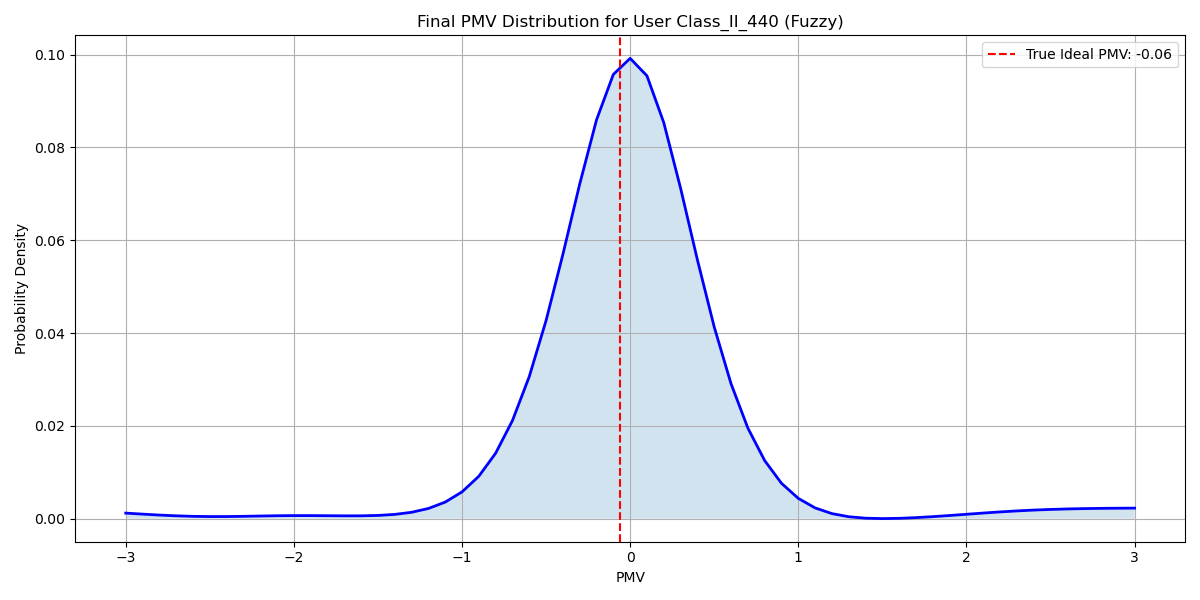 Final PMV Distribution for User Class_II_440 (Fuzzy)
True Ideal PMV: -0.06
Probability Density
0.10
0.08
0.06
0.04
0.02
0.00
−3 −2 −1 0 1 2 3
PMV